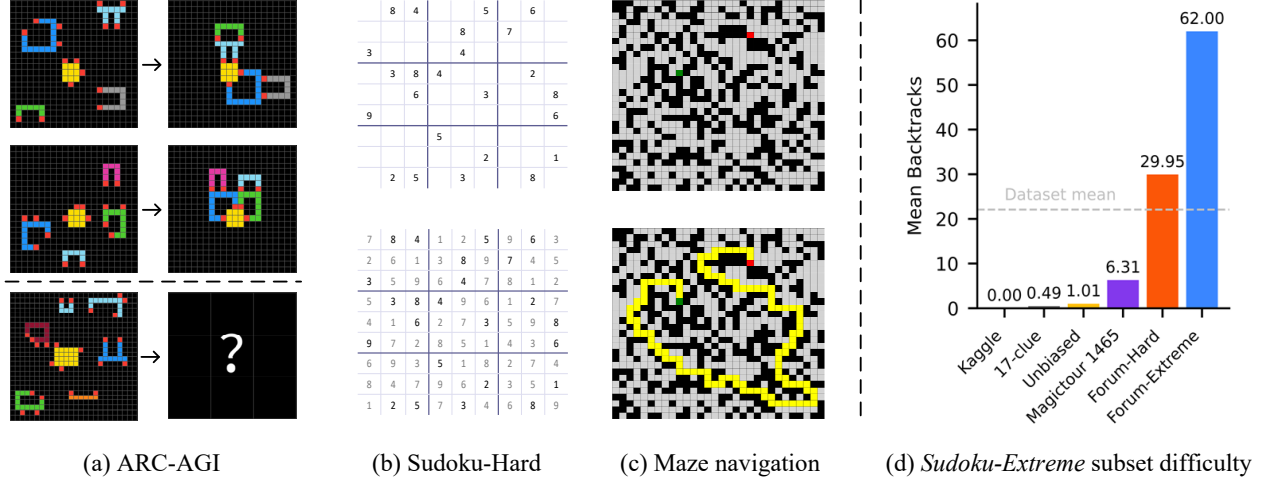 ?
(a) ARC-AGI
8 4 5 6
8 7
3 4
3 8 4 2
6 3 8
9 6
5
2 1
2 5 3 8
7 8 4 1 2 5 9 6 3
2 6 1 3 8 9 7 4 5
3 5 9 6 4 7 8 1 2
5 3 8 4 9 6 1 2 7
4 1 6 2 7 3 5 9 8
9 7 2 8 5 1 4 3 6
6 9 3 5 1 8 2 7 4
8 4 7 9 6 2 3 5 1
1 2 5 7 3 4 6 8 9
(b) Sudoku-Hard
(c) Maze navigation
Mean Backtracks
60
50
40
30
20
10
0
Dataset mean
0.00
0.49
1.01
6.31
29.95
62.00
Kaggle
17-clue
Unbiased
Magictour 1465
Forum-Hard
Forum-Extreme
(d) Sudoku-Extreme subset difficulty